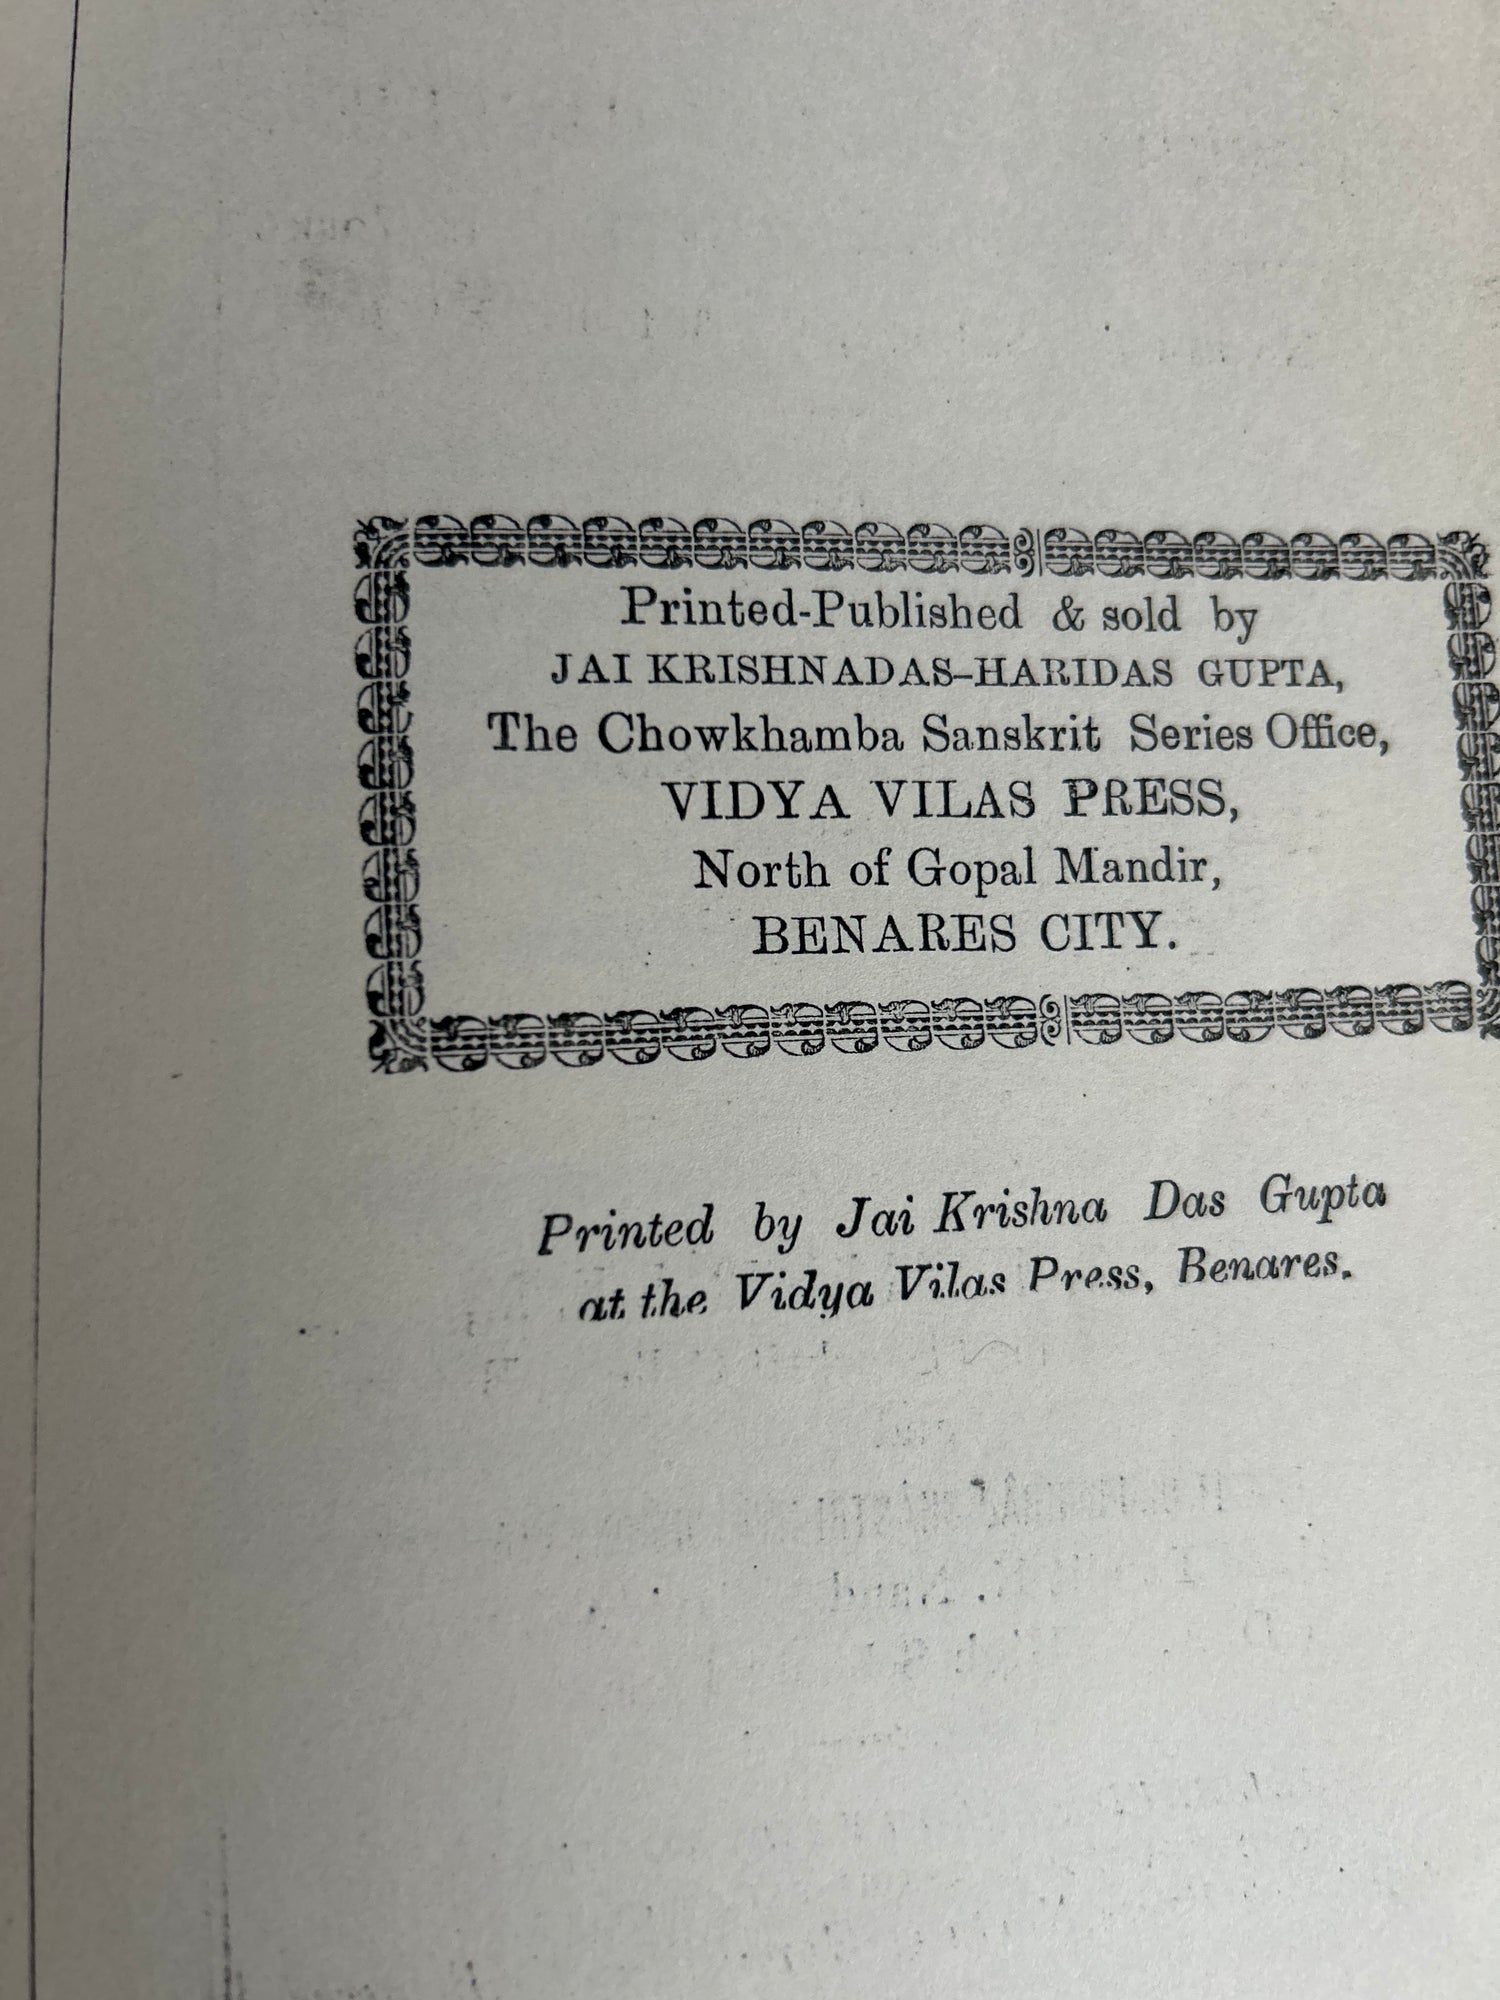 Printed-Published & sold by
JAI KRISHNADAS–HARIDAS GUPTA,
The Chowkhamba Sanskrit Series Office,
VIDYA VILAS PRESS,
North of Gopal Mandir,
BENARES CITY.
Printed by Jai Krishna Das Gupta
at the Vidya Vilas Press, Benares.